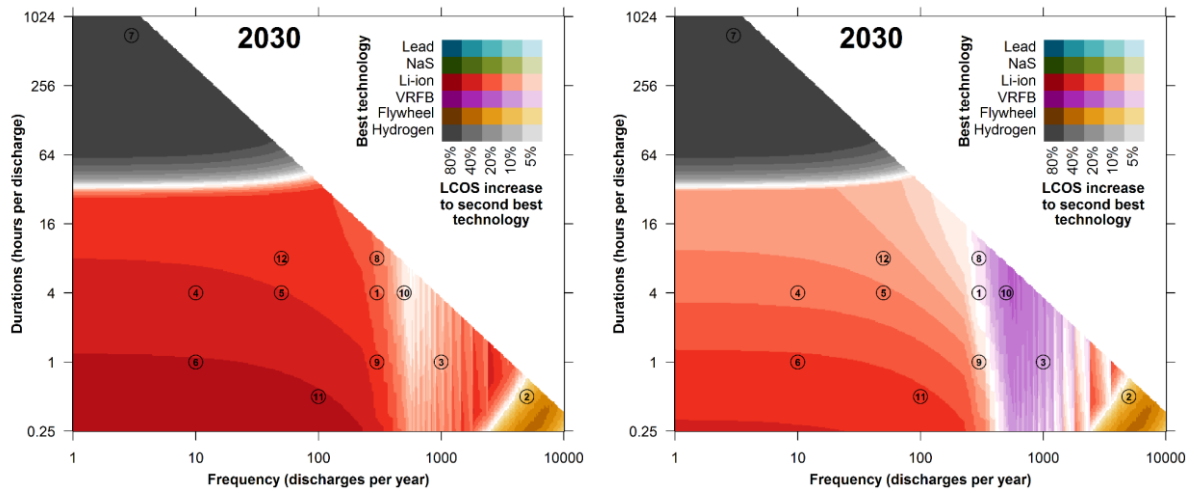 2030
Best technology
Lead
NaS
Li-ion
VRFB
Flywheel
Hydrogen
80% 40% 20% 10% 5%
LCOS increase
to second best
technology
Durations (hours per discharge)
1024
256
64
16
4
1
0.25
7
12 8
4 5 1 10
6 9 3
11 2
1 10 100 1000 10000
Frequency (discharges per year)
2030
Best technology
Lead
NaS
Li-ion
VRFB
Flywheel
Hydrogen
80% 40% 20% 10% 5%
LCOS increase
to second best
technology
Durations (hours per discharge)
1024
256
64
16
4
1
0.25
7
12 8
4 5 1 10
6 9 3
11 2
1 10 100 1000 10000
Frequency (discharges per year)